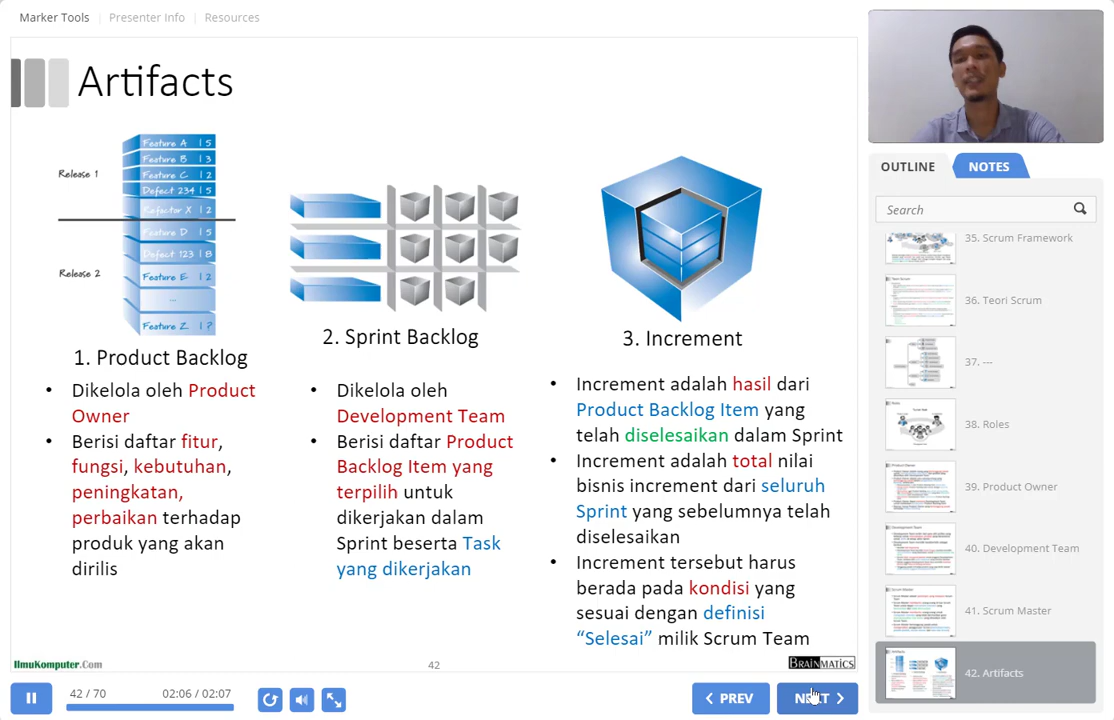 Marker Tools | Presenter Info | Resources
Artifacts
Feature A | 5
Feature B | 3
Release 1
Feature C | 2
Defect 234 | 5
Refactor X | 2
Feature D | 5
Defect 123 | 8
Release 2
Feature E | 2
...
Feature Z | ?
1. Product Backlog
• Dikelola oleh Product
Owner
• Berisi daftar fitur,
fungsi, kebutuhan,
peningkatan,
perbaikan terhadap
produk yang akan
dirilis
2. Sprint Backlog
• Dikelola oleh
Development Team
• Berisi daftar Product
Backlog Item yang
terpilih untuk
dikerjakan dalam
Sprint beserta Task
yang dikerjakan
3. Increment
• Increment adalah hasil dari
Product Backlog Item yang
telah diselesaikan dalam Sprint
• Increment adalah total nilai
bisnis increment dari seluruh
Sprint yang sebelumnya telah
diselesaikan
• Increment tersebut harus
berada pada kondisi yang
sesuai dengan definisi
“Selesai” milik Scrum Team
IlmuKomputer.Com
42
BRAINMATICS
42 / 70
02:06 / 02:07
PREV
NEXT
OUTLINE
NOTES
Search
35. Scrum Framework
36. Teori Scrum
37. ---
38. Roles
39. Product Owner
40. Development Team
41. Scrum Master
42. Artifacts